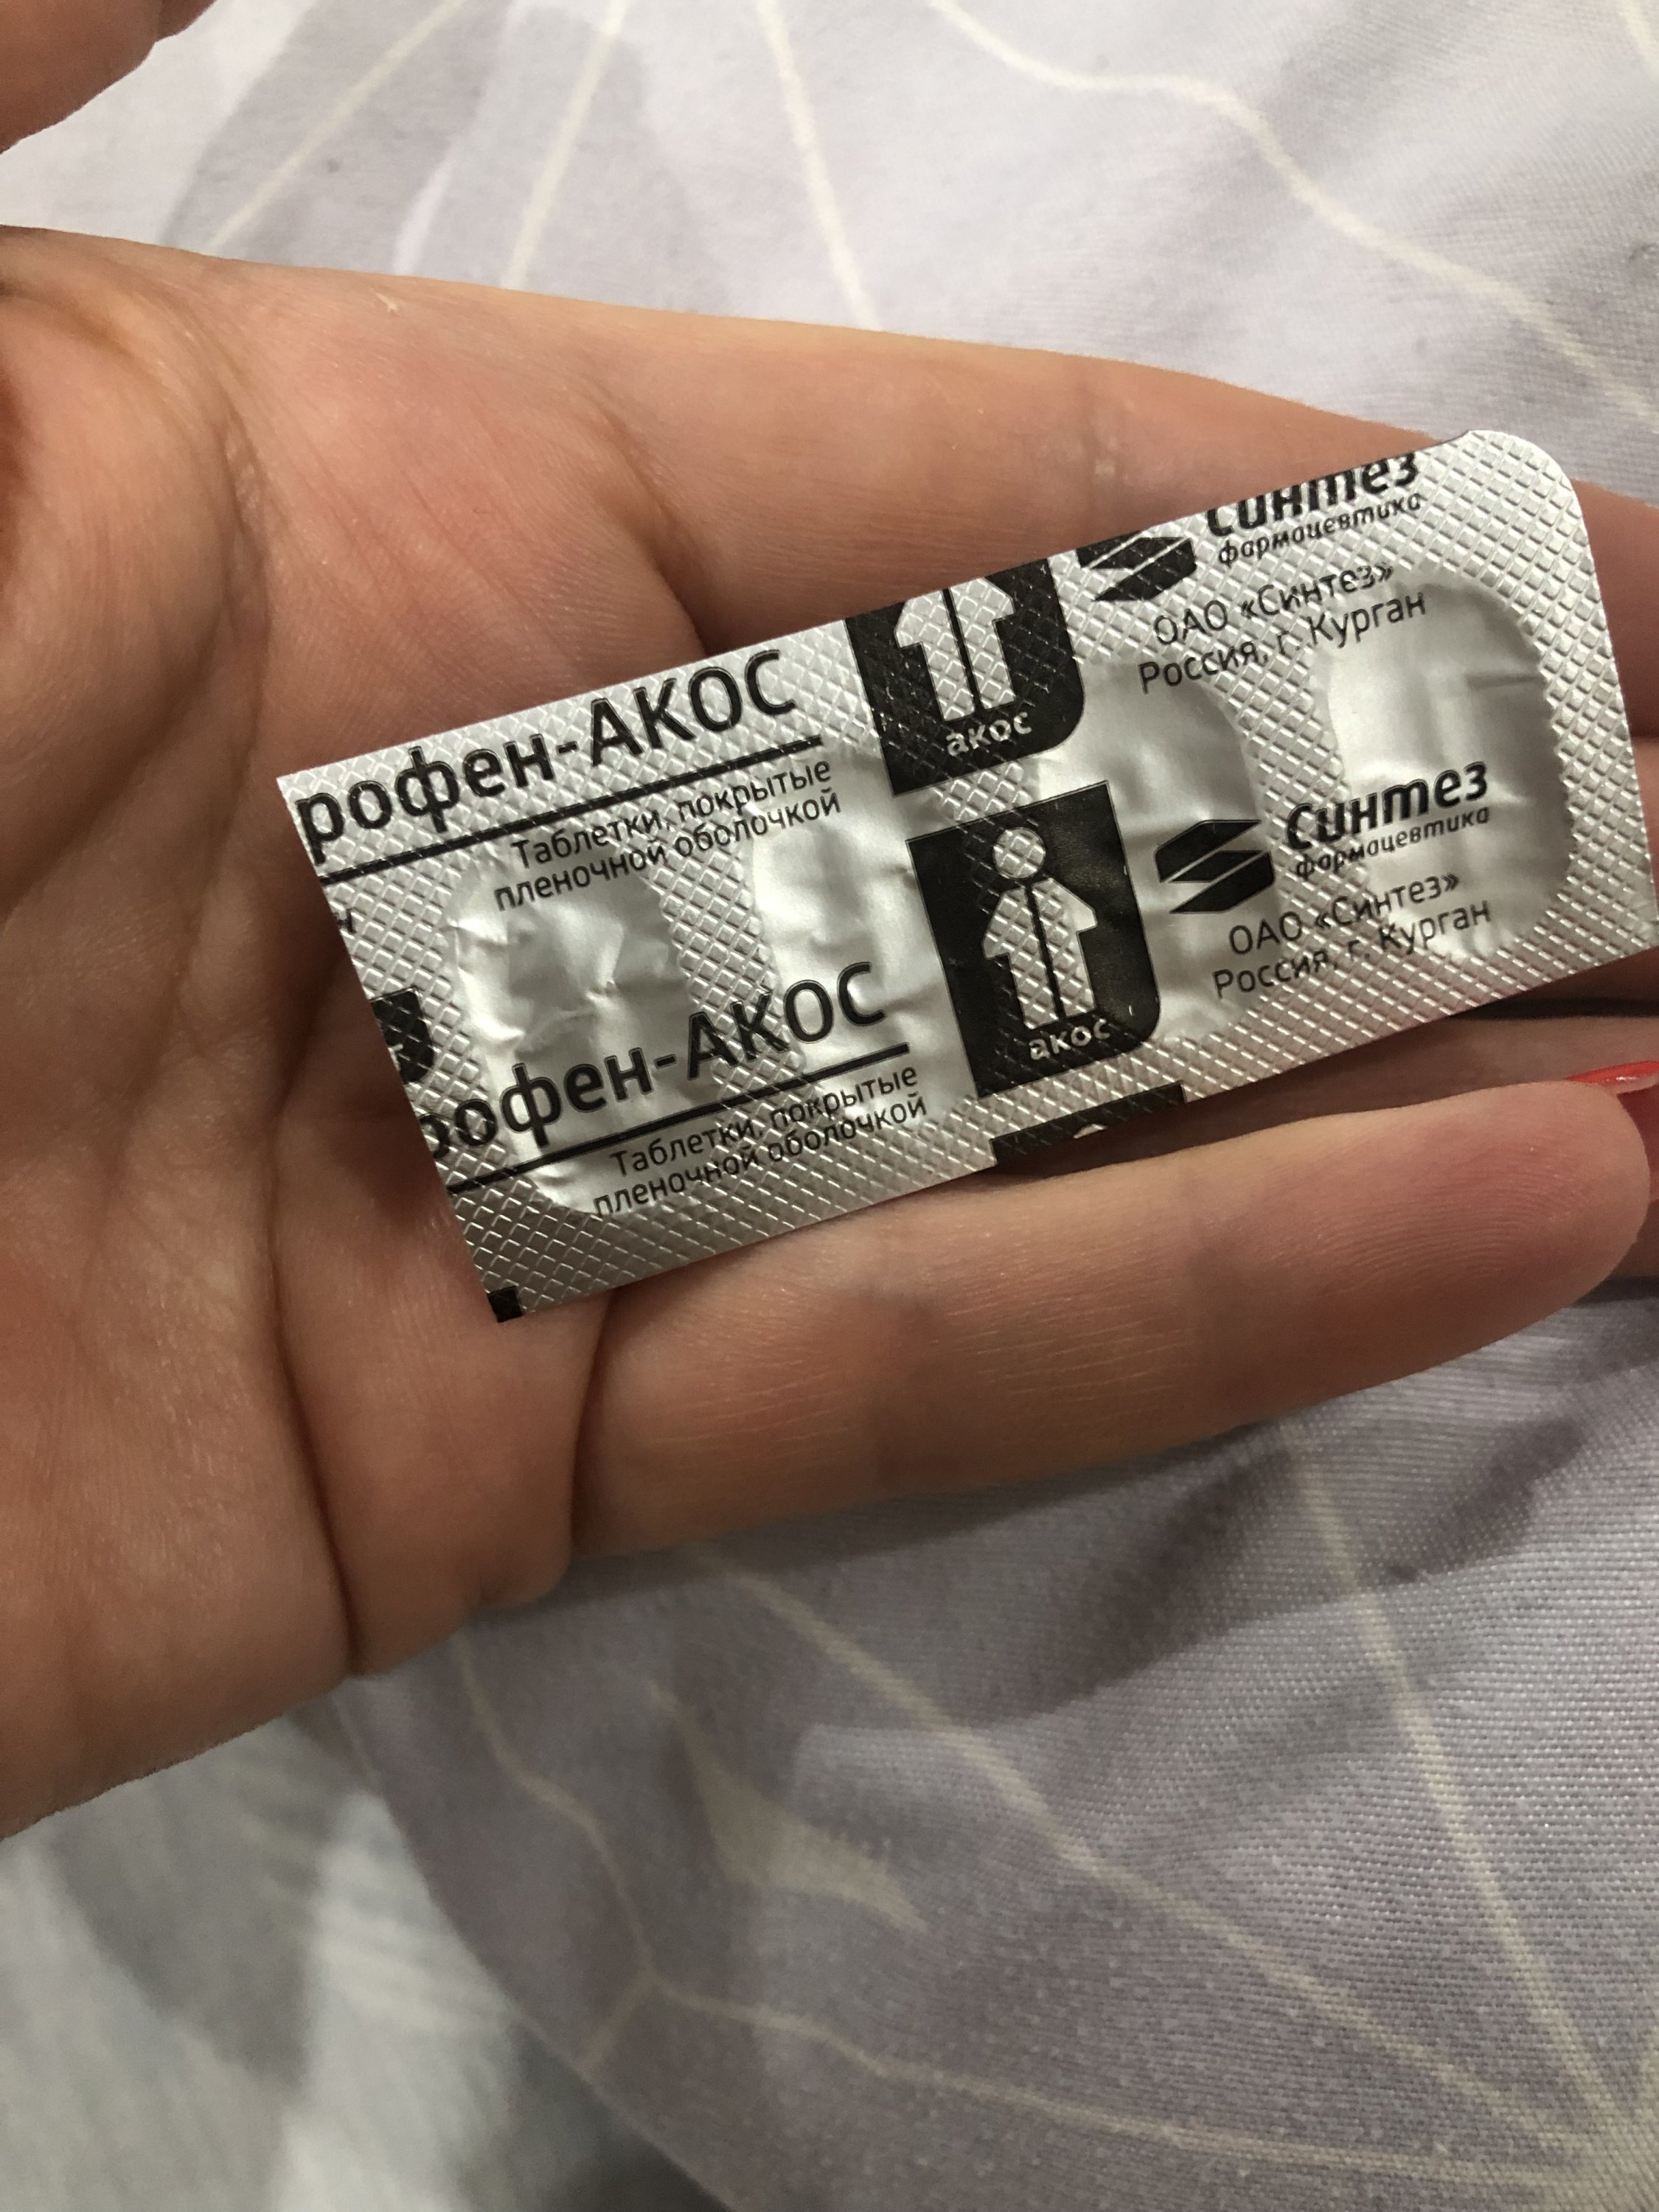 рофен-АКОС
Таблетки, покрытые
пленочной оболочкой
акос
Синтез
фармацевтика
ОАО «Синтез»
Россия, г. Курган
рофен-АКОС
Таблетки, покрытые
пленочной оболочкой
акос
Синтез
фармацевтика
ОАО «Синтез»
Россия, г. Курган